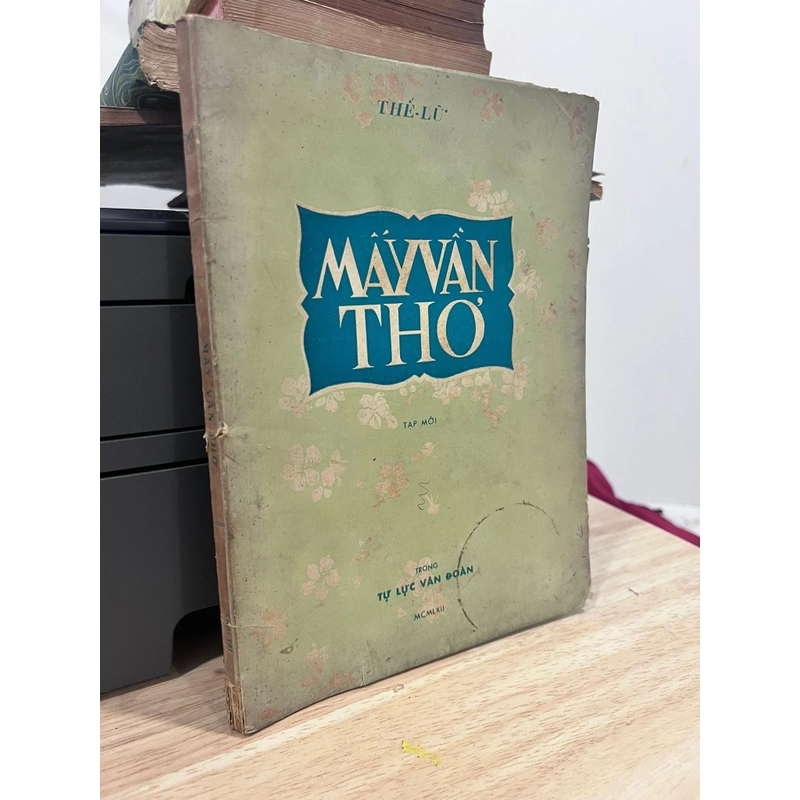 THẾ-LỮ
MẤY VẦN
THƠ
TẬP MỚI
TRONG
TỰ LỰC VĂN ĐOÀN
MCMLXII